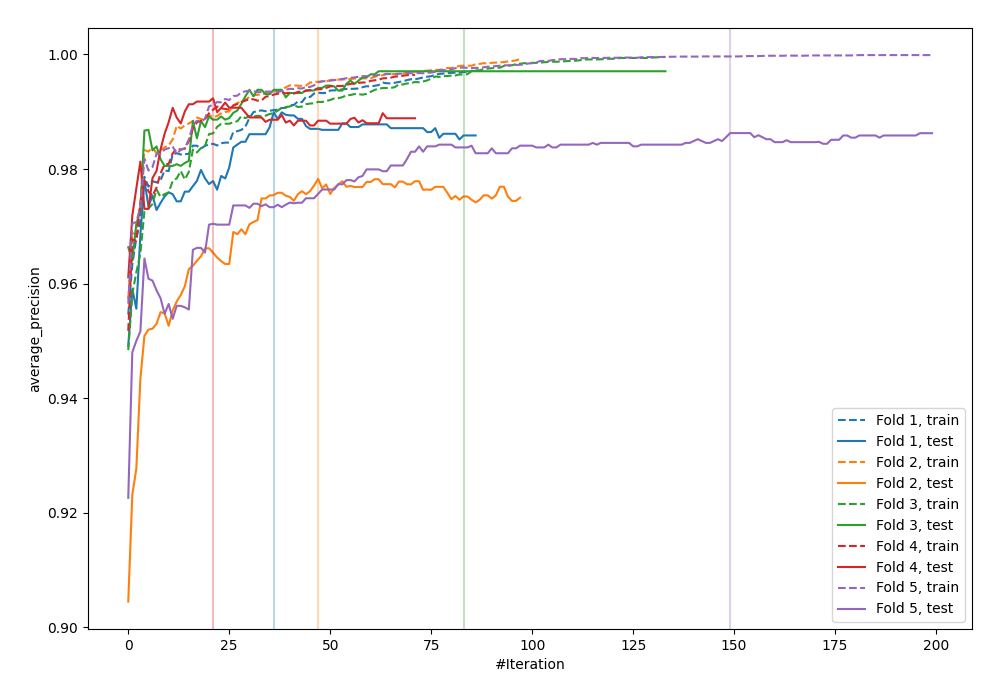 1.00
0.98
0.96
0.94
0.92
0.90
average_precision
0
25
50
75
100
125
150
175
200
#Iteration
Fold 1, train
Fold 1, test
Fold 2, train
Fold 2, test
Fold 3, train
Fold 3, test
Fold 4, train
Fold 4, test
Fold 5, train
Fold 5, test